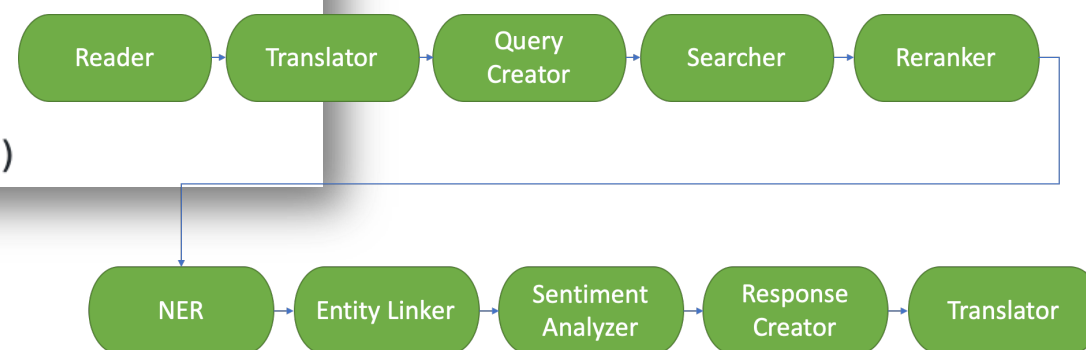 Reader
Translator
Query
Creator
Searcher
Reranker
)
NER
Entity Linker
Sentiment
Analyzer
Response
Creator
Translator